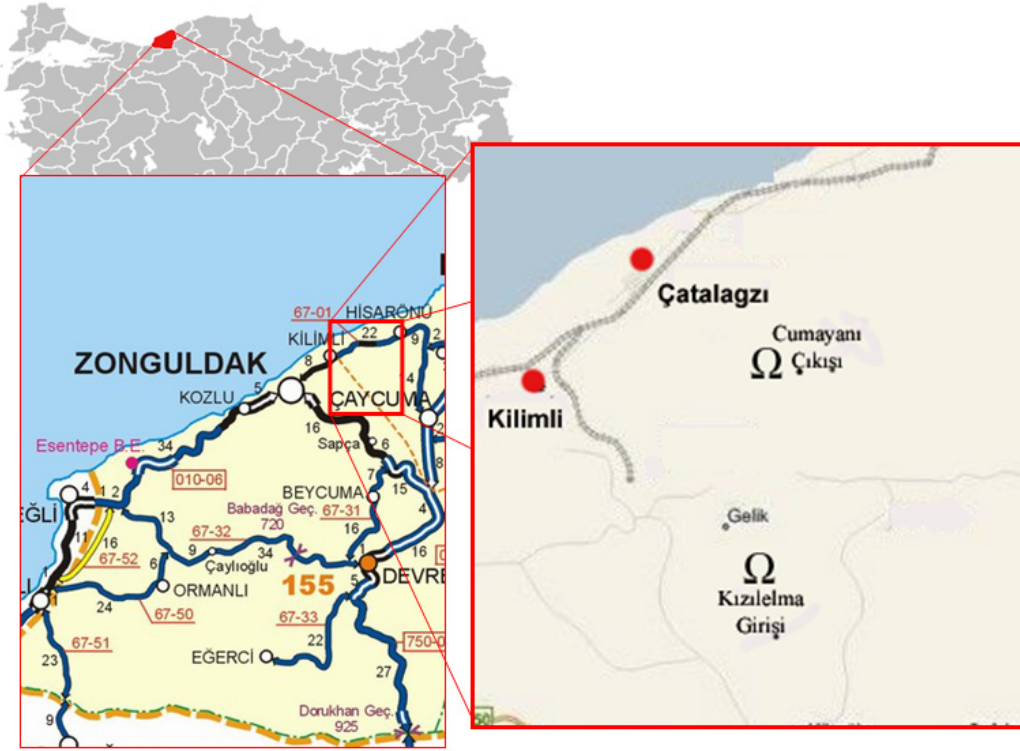 67-01
HİSARÖNÜ
22
9
2
KİLİMLİ
8
ZONGULDAK
5
4
KOZLU
ÇAYCUMA
16
Sapça
6
Esentepe B.E.
34
8
7
15
010-06
4
1
2
BEYCUMA
EĞLİ
Babadağ Geç.
720
67-31
4
13
67-32
16
11
16
34
1
16
67-52
9
6
Çaylıoğlu
155
5
DEVRE
ORMANLI
24
67-50
67-33
67-51
22
750-0
EĞERCİ
23
27
Dorukhan Geç.
925
9
Çatalagzı
Cumayanı
Ω Çıkışı
Kilimli
Gelik
Ω
Kızılelma
Girişi
50